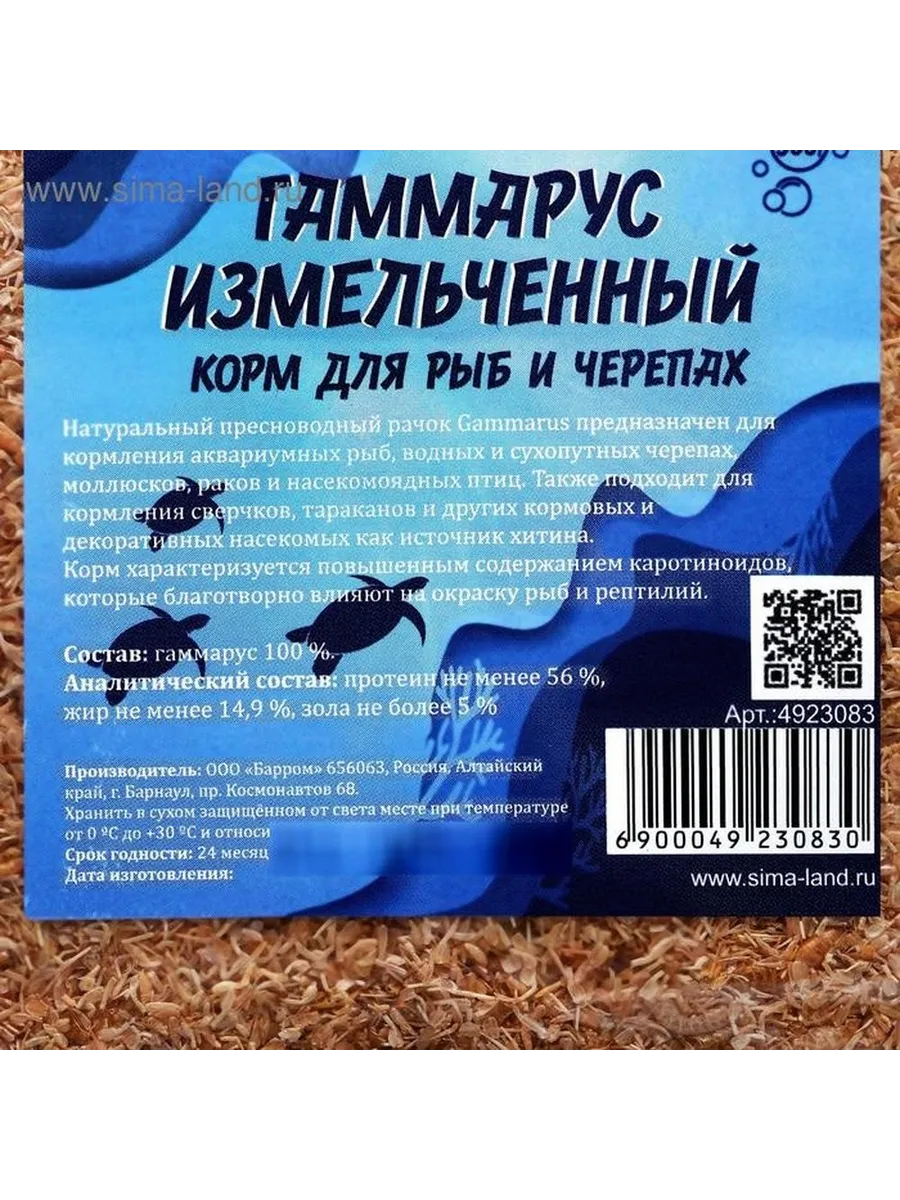 www.sima-land.ru
ГАММАРУС
ИЗМЕЛЬЧЕННЫЙ
КОРМ ДЛЯ РЫБ И ЧЕРЕПАХ
Натуральный пресноводный рачок Gammarus предназначен для
кормления аквариумных рыб, водных и сухопутных черепах,
моллюсков, раков и насекомоядных птиц. Также подходит для
кормления сверчков, тараканов и других кормовых и
декоративных насекомых как источник хитина.
Корм характеризуется повышенным содержанием каротиноидов,
которые благотворно влияют на окраску рыб и рептилий.
Состав: гаммарус 100 %.
Аналитический состав: протеин не менее 56 %,
жир не менее 14,9 %, зола не более 5 %
Арт.:4923083
Производитель: ООО «Барром» 656063, Россия, Алтайский
край, г. Барнаул, пр. Космонавтов 68.
Хранить в сухом защищённом от света месте при температуре
от 0 ºС до +30 ºС и относи
Срок годности: 24 месяц
Дата изготовления:
6 900049 230830
www.sima-land.ru